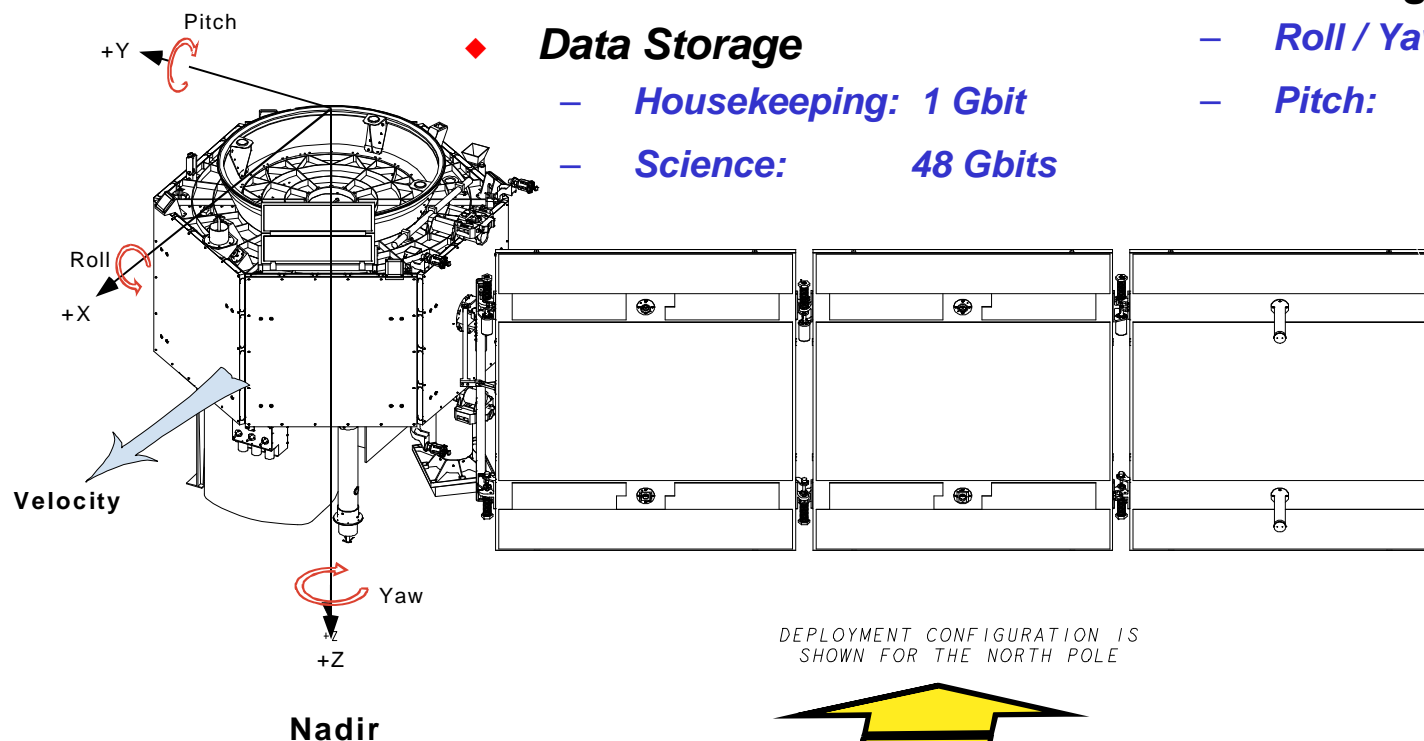 Pitch
+Y
◆ Data Storage
– Housekeeping: 1 Gbit
– Science: 48 Gbits
– Roll / Ya
– Pitch:
Roll
+X
Velocity
Yaw
+Z
+Z
Nadir
DEPLOYMENT CONFIGURATION IS
SHOWN FOR THE NORTH POLE